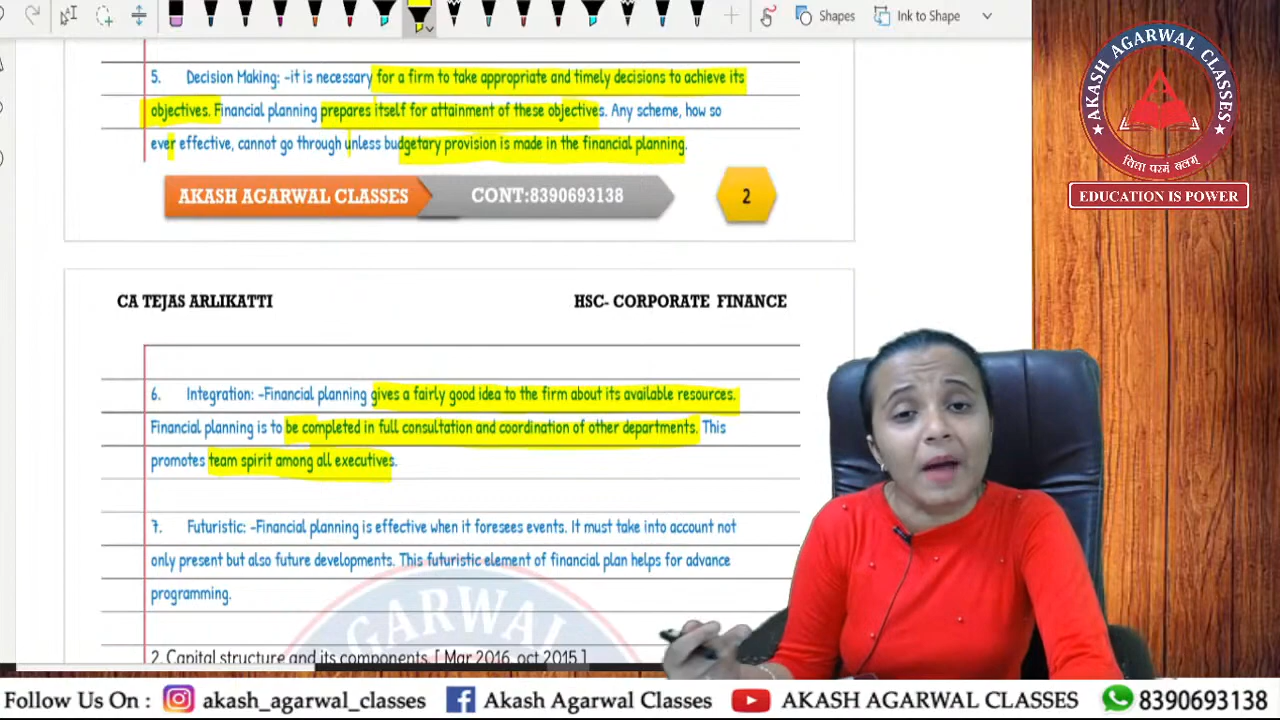 Shapes
Ink to Shape
5. Decision Making: -it is necessary for a firm to take appropriate and timely decisions to achieve its
objectives. Financial planning prepares itself for attainment of these objectives. Any scheme, how so
ever effective, cannot go through unless budgetary provision is made in the financial planning.
AKASH AGARWAL CLASSES CONT:8390693138 2
AKASH AGARWAL CLASSES
विद्या परमं बलम्
EDUCATION IS POWER
CA TEJAS ARLIKATTI HSC- CORPORATE FINANCE
6. Integration: -Financial planning gives a fairly good idea to the firm about its available resources.
Financial planning is to be completed in full consultation and coordination of other departments. This
promotes team spirit among all executives.
7. Futuristic: -Financial planning is effective when it foresees events. It must take into account not
only present but also future developments. This futuristic element of financial plan helps for advance
programming.
AGARWAL
2. Capital structure and its components. [ Mar 2016, oct 2015 ]
Follow Us On : akash_agarwal_classes Akash Agarwal Classes AKASH AGARWAL CLASSES 8390693138